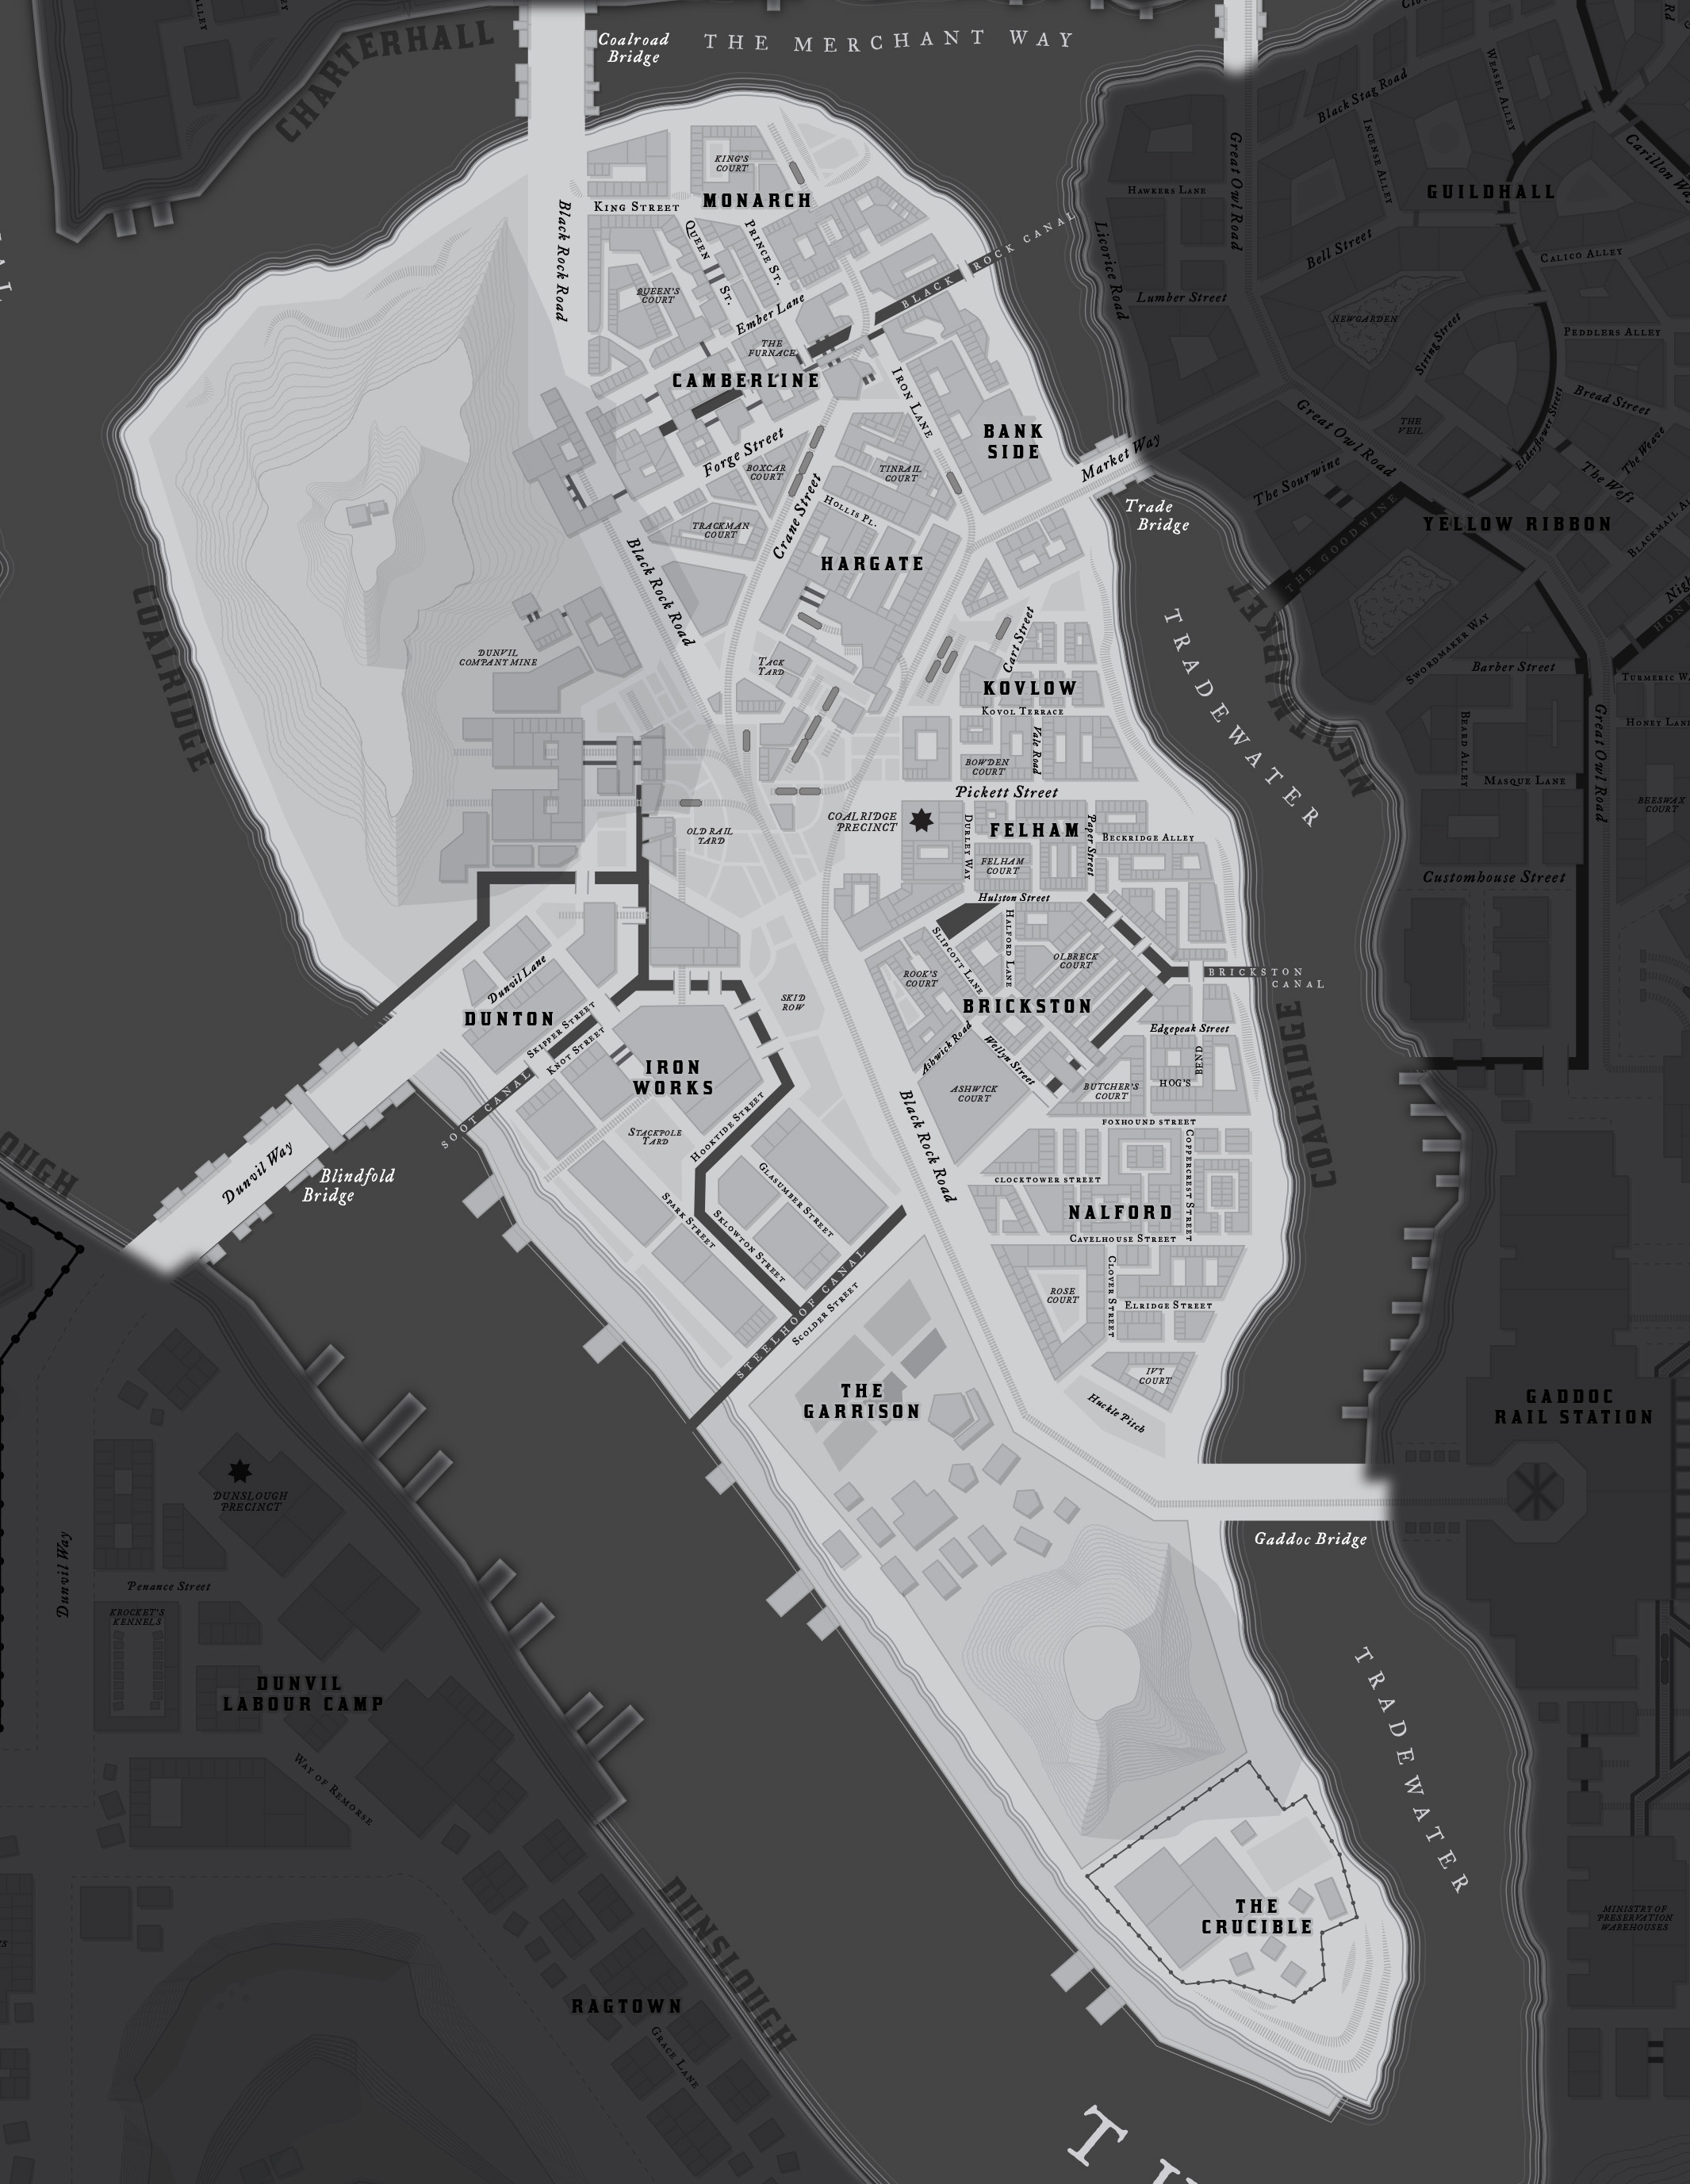 CHARTERHALL
Coalroad
Bridge
THE MERCHANT WAY
Black Stag Road
WEASEL ALLEY
INCENSE ALLEY
Carillon Way
GUILDHALL
HAWKERS LANE
Great Owl Road
Licorice Road
Bell Street
CALICO ALLEY
Lumber Street
NEWGARDEN
String Street
PEDDLERS ALLEY
Bread Street
Elderflower Street
THE
VEIL
Great Owl Road
The Weave
The Weft
The Sourwine
THE GOODWINE
YELLOW RIBBON
NIGHTMARKET
Swordmaker Way
Barber Street
Great Owl Road
BEARD ALLEY
MASQUE LANE
HONEY LANE
BEESWAX
COURT
Customhouse Street
KING'S
COURT
MONARCH
KING STREET
Black Rock Road
QUEEN ST.
PRINCE ST.
QUEEN'S
COURT
Ember Lane
BLACK ROCK CANAL
THE
FURNACE
CAMBERLINE
IRON LANE
Forge Street
BANK
SIDE
Market Way
Trade
Bridge
BOXCAR
COURT
TINRAIL
COURT
Crane Street
HOLLIS PL.
TRACKMAN
COURT
HARGATE
Black Rock Road
COALRIDGE
DUNVIL
COMPANY MINE
TACK
YARD
Cart Street
KOVLOW
KOVOL TERRACE
Vale Road
BOWDEN
COURT
TRADEWATER
Pickett Street
COALRIDGE
PRECINCT
OLD RAIL
YARD
DURLEY WAY
FELHAM
Paper Street
BECKRIDGE ALLEY
FELHAM
COURT
Hulston Street
SLIPCOTT LANE
HALFORD LANE
OLBRECK
COURT
ROOK'S
COURT
BRICKSTON
BRICKSTON
CANAL
SKID
ROW
Edgepeak Street
Ashwick Road
Wellyn Street
HOG'S
BEND
ASHWICK
COURT
BUTCHER'S
COURT
COALRIDGE
Dunvil Lane
DUNTON
SKIPPER STREET
KNOT STREET
IRON
WORKS
SOOT CANAL
STACKPOLE
YARD
HOOKTIDE STREET
Black Rock Road
FOXHOUND STREET
COPPERCREST STREET
CLOCKTOWER STREET
NALFORD
CAVELHOUSE STREET
Dunvil Way
Blindfold
Bridge
GLASUMBER STREET
SPARK STREET
SKLOWTON STREET
STEELHOOF CANAL
SCOLDER STREET
ROSE
COURT
CLOVER STREET
ELRIDGE STREET
IVY
COURT
Huckle Pitch
THE
GARRISON
GADDOC
RAIL STATION
Gaddoc Bridge
DUNSLOUGH
PRECINCT
Dunvil Way
Penance Street
KROCKET'S
KENNELS
DUNVIL
LABOUR CAMP
WAY OF REMORSE
TRADEWATER
THE
CRUCIBLE
MINISTRY OF
PRESERVATION
WAREHOUSES
DUNSLOUGH
RAGTOWN
GRACE LANE